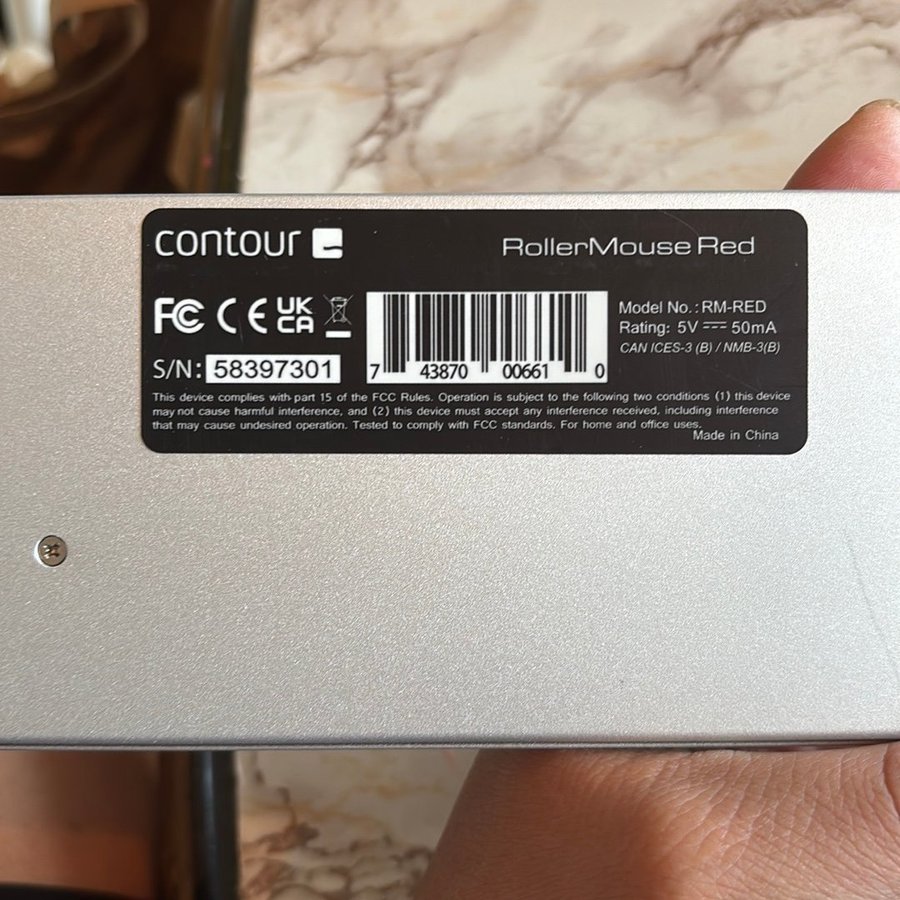 contour
RollerMouse Red
FC CE UK CA
S/N: 58397301
7 43870 00661 0
Model No.: RM-RED
Rating: 5V ⎓ 50mA
CAN ICES-3 (B) / NMB-3(B)
This device complies with part 15 of the FCC Rules. Operation is subject to the following two conditions (1) this device
may not cause harmful interference, and (2) this device must accept any interference received, including interference
that may cause undesired operation. Tested to comply with FCC standards. For home and office uses.
Made in China